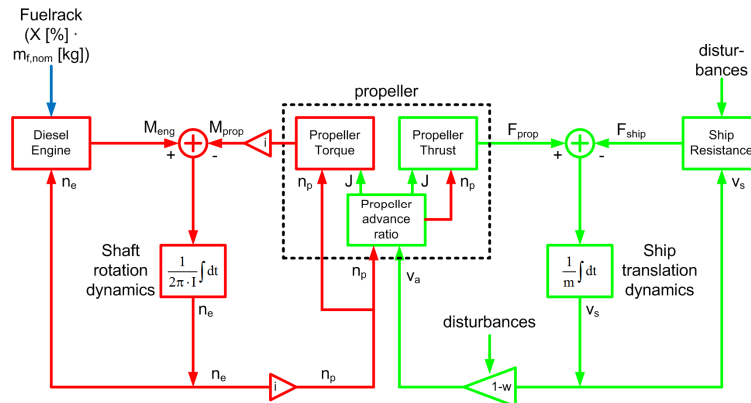 Fuelrack
(X [%] ·
m_f,nom [kg])
distur-
bances
propeller
Diesel
Engine
M_eng
M_prop
+
-
i
Propeller
Torque
Propeller
Thrust
F_prop
F_ship
+
-
Ship
Resistance
n_e
n_p
J
J
n_p
v_s
Propeller
advance
ratio
Shaft
rotation
dynamics
1
2π · I
∫ dt
n_p
v_a
1
m
∫ dt
Ship
translation
dynamics
n_e
v_s
disturbances
n_e
i
n_p
1-w